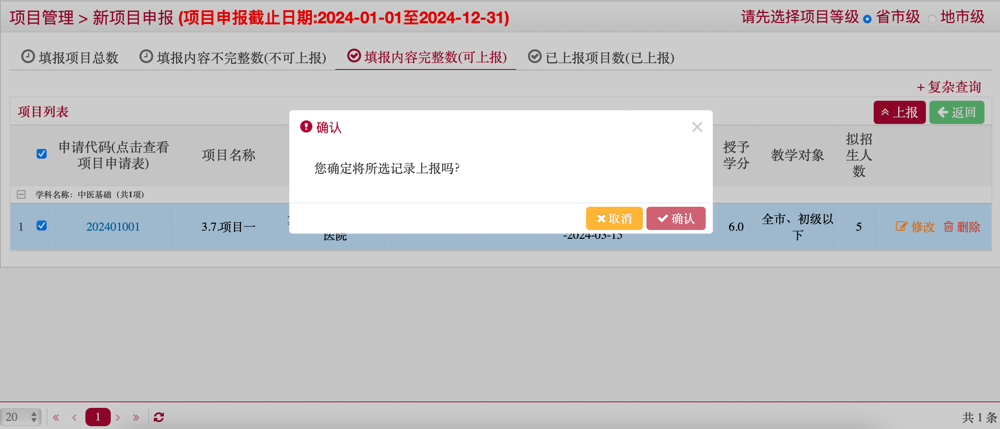 项目管理 > 新项目申报 (项目申报截止日期:2024-01-01至2024-12-31)
请先选择项目等级 省市级 地市级
填报项目总数 填报内容不完整数(不可上报) 填报内容完整数(可上报) 已上报项目数(已上报)
+ 复杂查询
项目列表
上报 返回
确认
您确定将所选记录上报吗?
取消 确认
申请代码(点击查看
项目申请表)
项目名称
授予
学分
教学对象
拟招
生人
数
学科名称：中医基础（共1项）
1
202401001
3.7.项目一
医院
-2024-03-15
6.0
全市、初级以
下
5
修改 删除
20
1
共 1 条